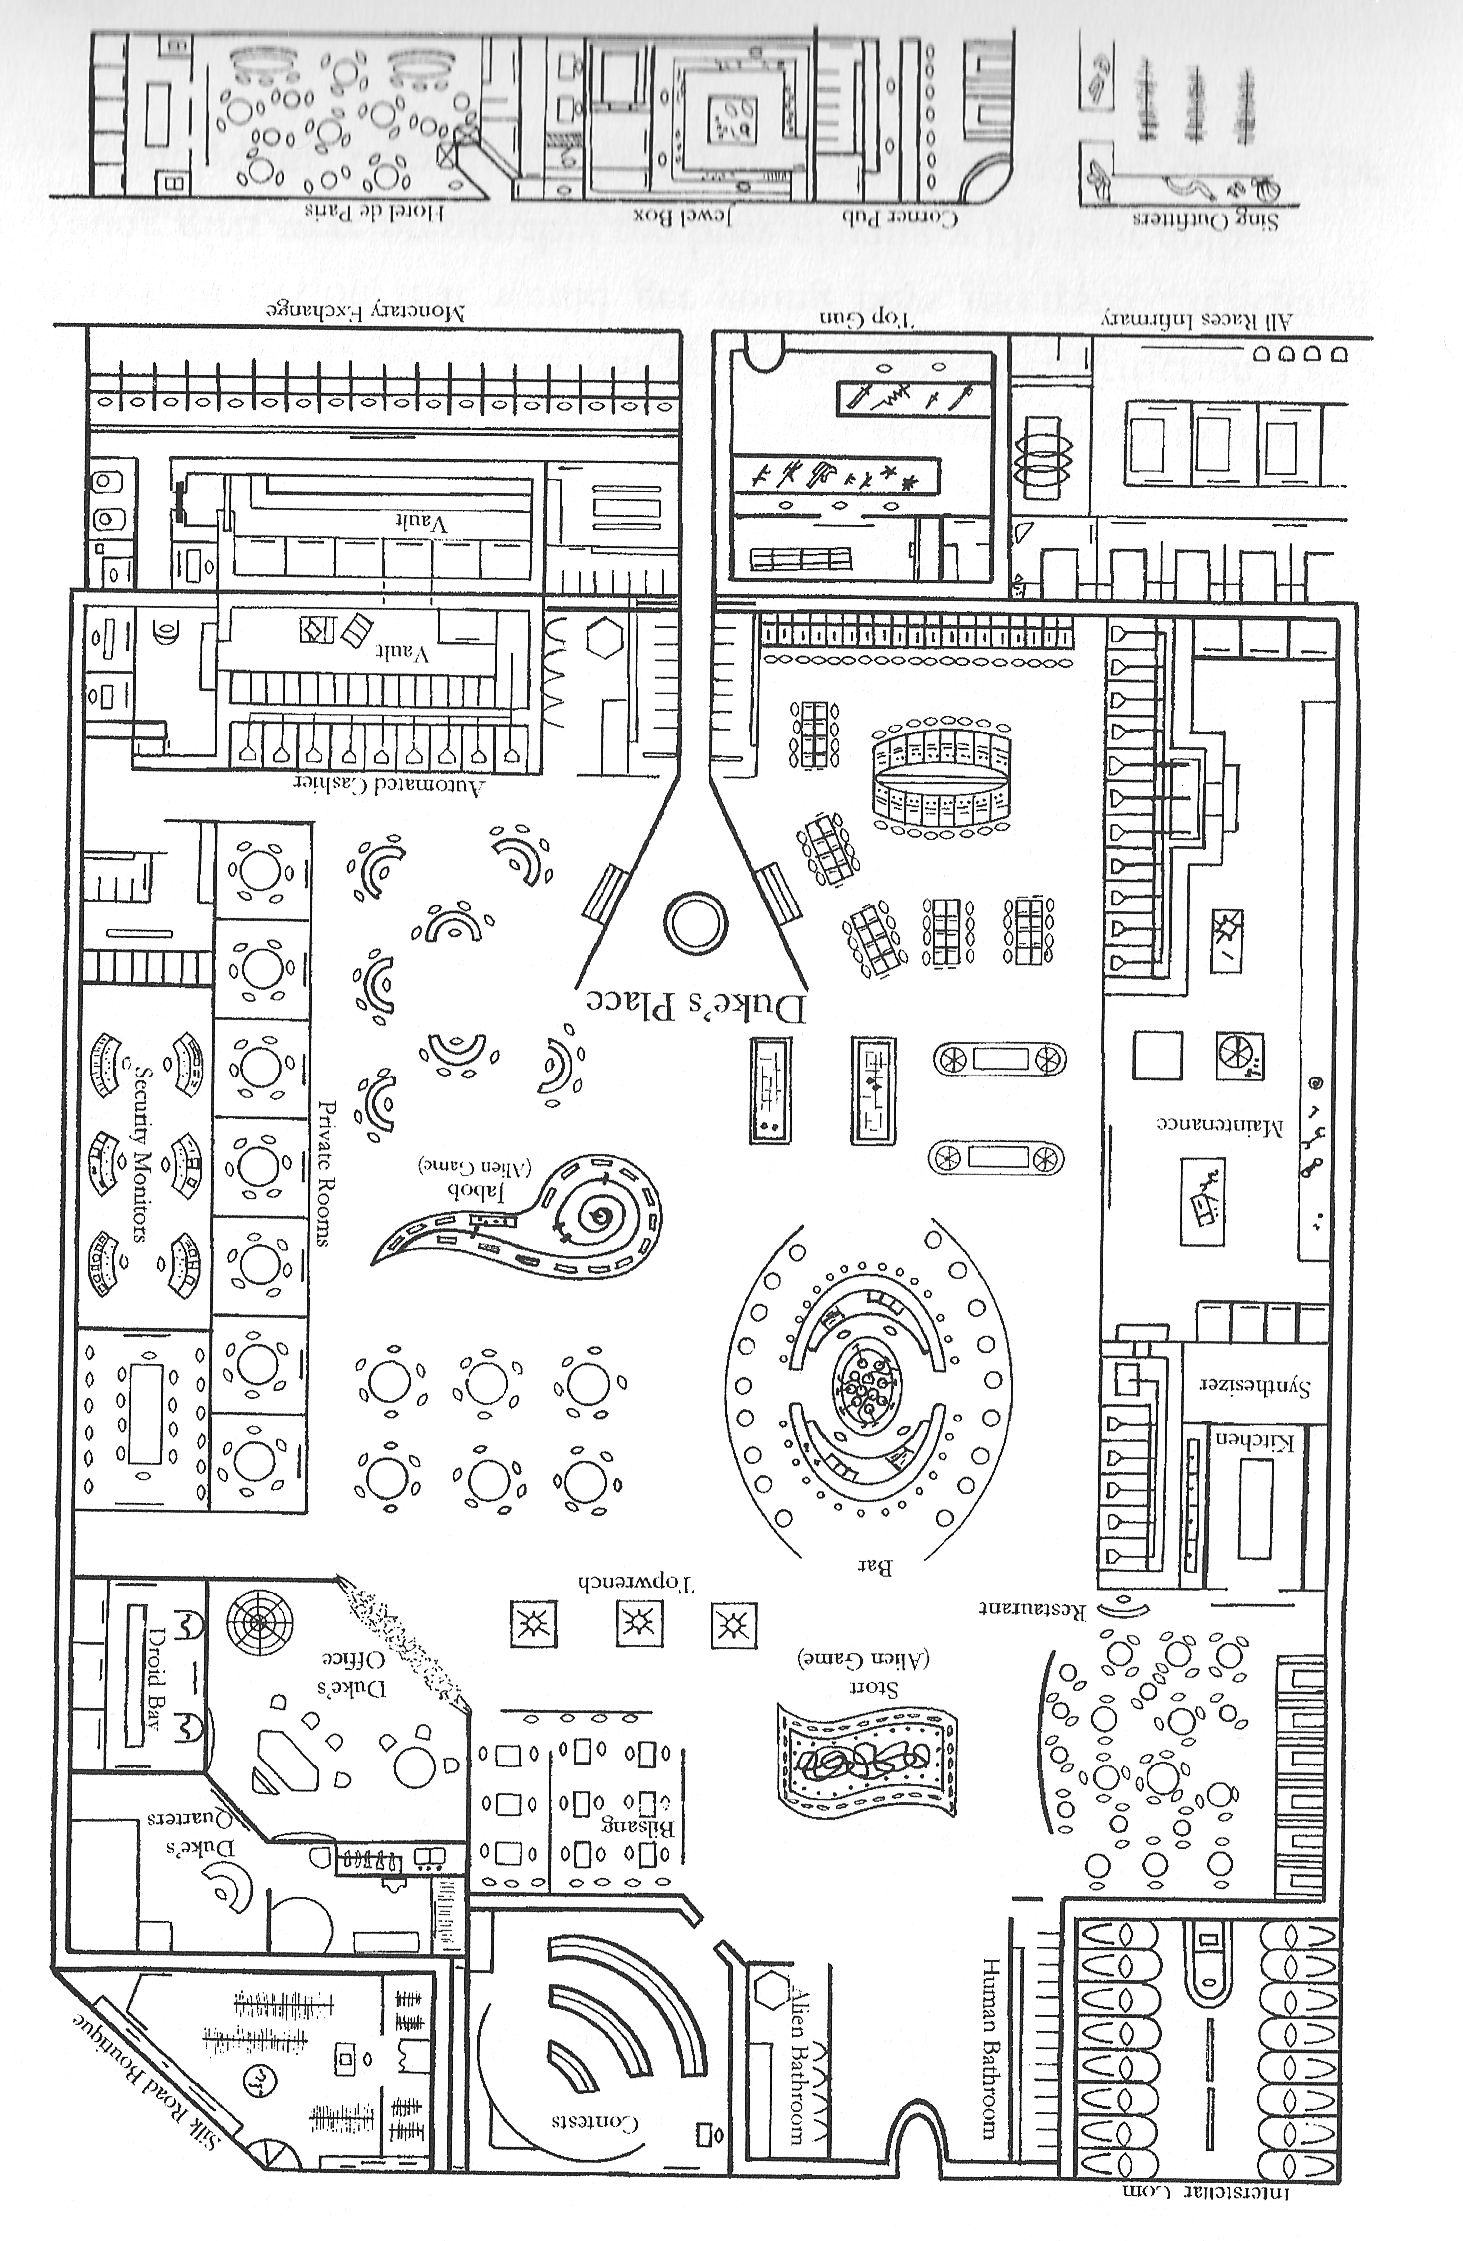 Interstellar Com
Human Bathroom
Alien Bathroom
Contests
Silk Road Boutique
Duke's
Quarters
Bilsang
Storr
(Alien Game)
Duke's
Office
Droid Bay
Topwrench
Restaurant
Bar
Kitchen
Synthesizer
Jabob
(Alien Game)
Private Rooms
Security Monitors
Maintenance
Duke's Place
Automated Cashier
Vault
Vault
All Races Infirmary
Top Gun
Monetary Exchange
Sing Outfitters
Corner Pub
Jewel Box
Hotel de Paris